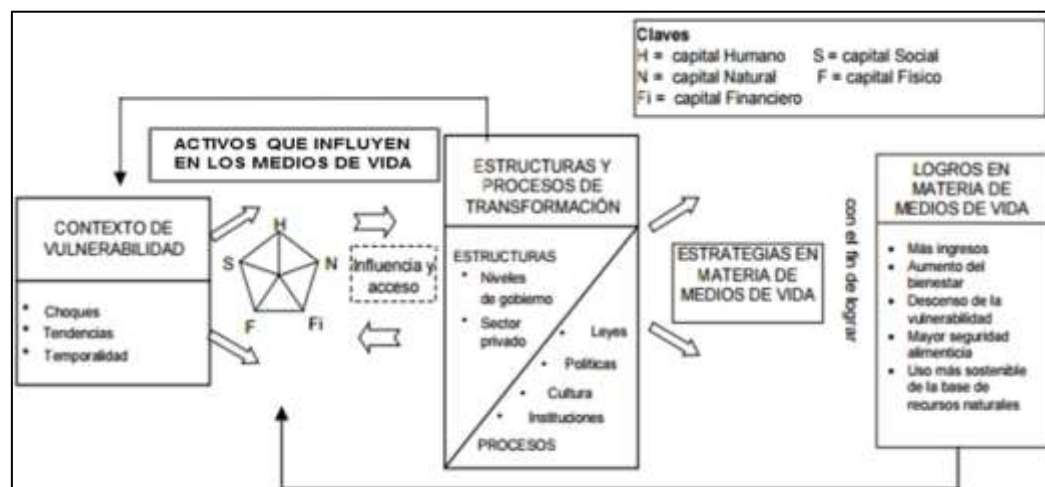 Claves
H = capital Humano S = capital Social
N = capital Natural F = capital Físico
Fi = capital Financiero
ACTIVOS QUE INFLUYEN
EN LOS MEDIOS DE VIDA
CONTEXTO DE
VULNERABILIDAD
• Choques
• Tendencias
• Temporalidad
H
S
N
F
Fi
Influencia y
acceso
ESTRUCTURAS Y
PROCESOS DE
TRANSFORMACIÓN
ESTRUCTURAS
• Niveles
de gobierno
• Sector
privado
• Leyes
• Políticas
• Cultura
• Instituciones
PROCESOS
ESTRATEGIAS EN
MATERIA DE
MEDIOS DE VIDA
con el fin de lograr
LOGROS EN
MATERIA DE
MEDIOS DE VIDA
• Más ingresos
• Aumento del
bienestar
• Descenso de la
vulnerabilidad
• Mayor seguridad
alimenticia
• Uso más sostenible
de la base de
recursos naturales